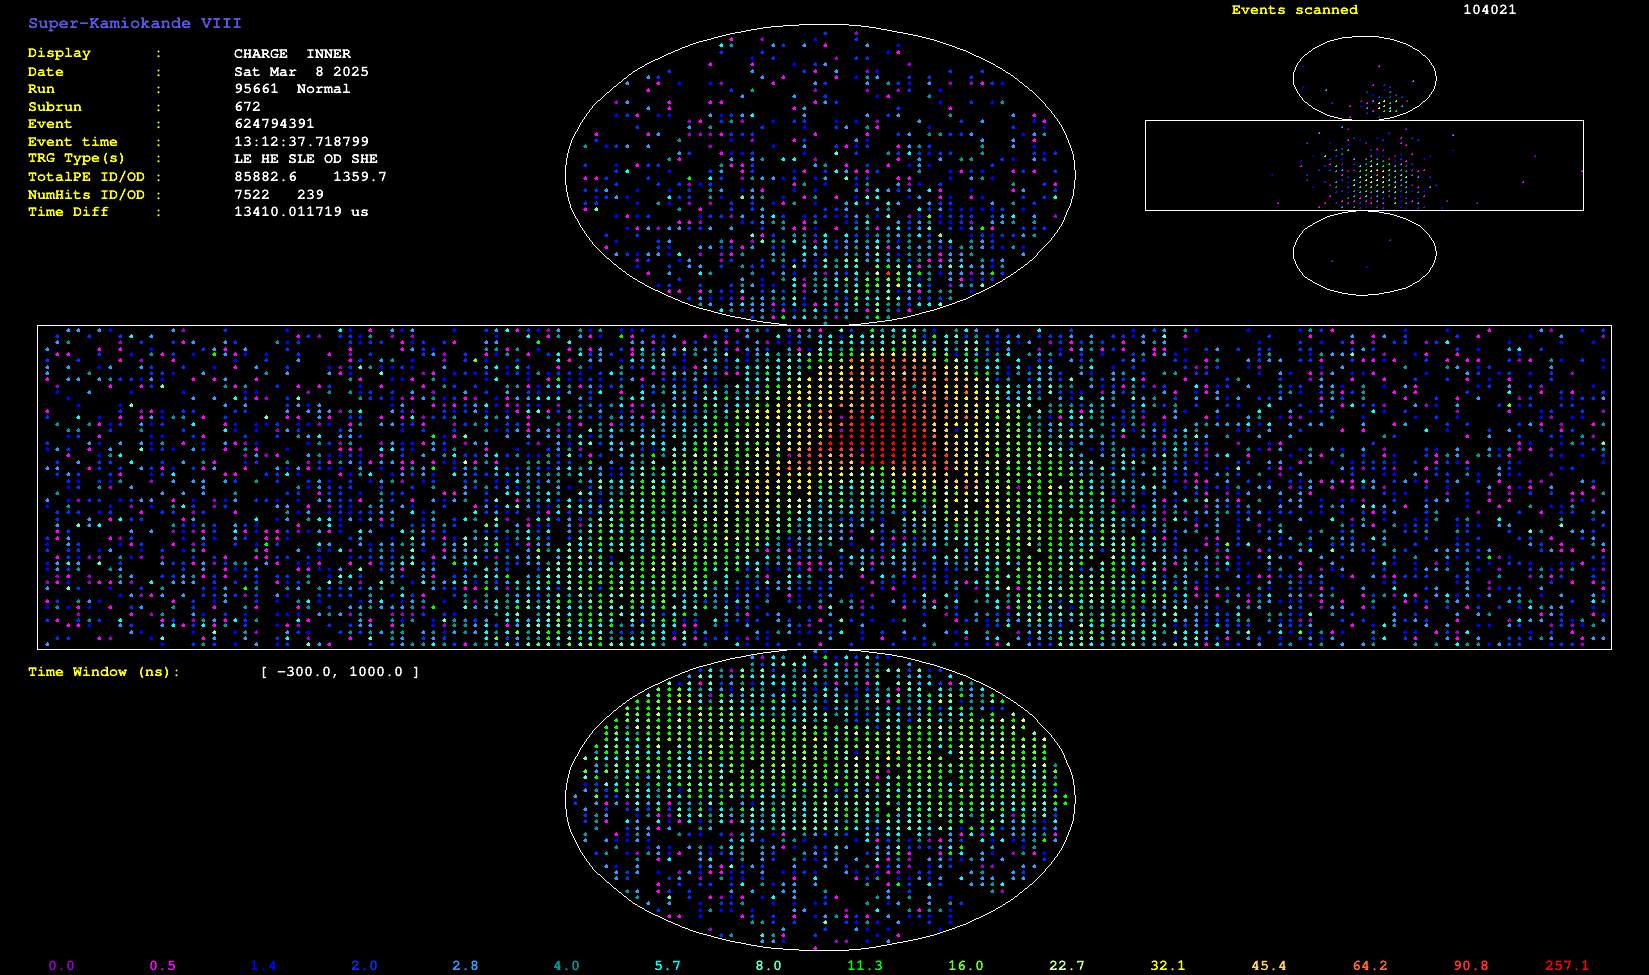 Super-Kamiokande VIII
Events scanned 104021
Display : CHARGE INNER
Date : Sat Mar 8 2025
Run : 95661 Normal
Subrun : 672
Event : 624794391
Event time : 13:12:37.718799
TRG Type(s) : LE HE SLE OD SHE
TotalPE ID/OD : 85882.6 1359.7
NumHits ID/OD : 7522 239
Time Diff : 13410.011719 us
Time Window (ns): [ -300.0, 1000.0 ]
0.0 0.5 1.4 2.0 2.8 4.0 5.7 8.0 11.3 16.0 22.7 32.1 45.4 64.2 90.8 257.1